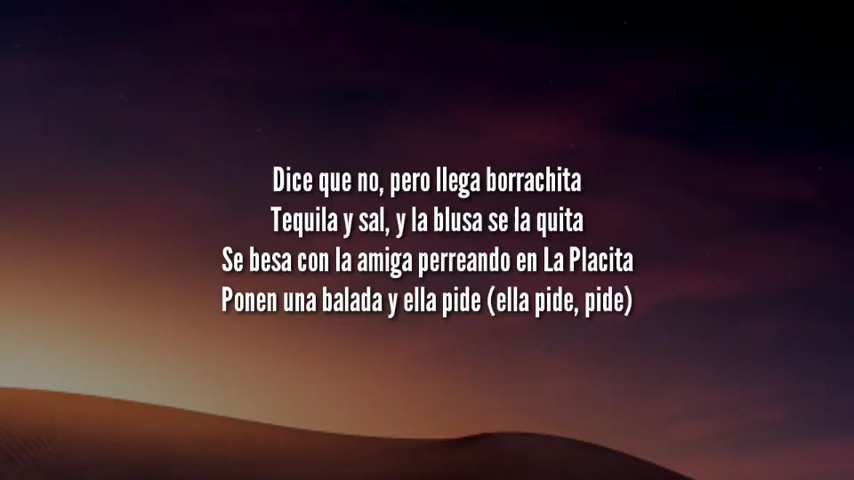 Dice que no, pero llega borrachita
Tequila y sal, y la blusa se la quita
Se besa con la amiga perreando en La Placita
Ponen una balada y ella pide (ella pide, pide)